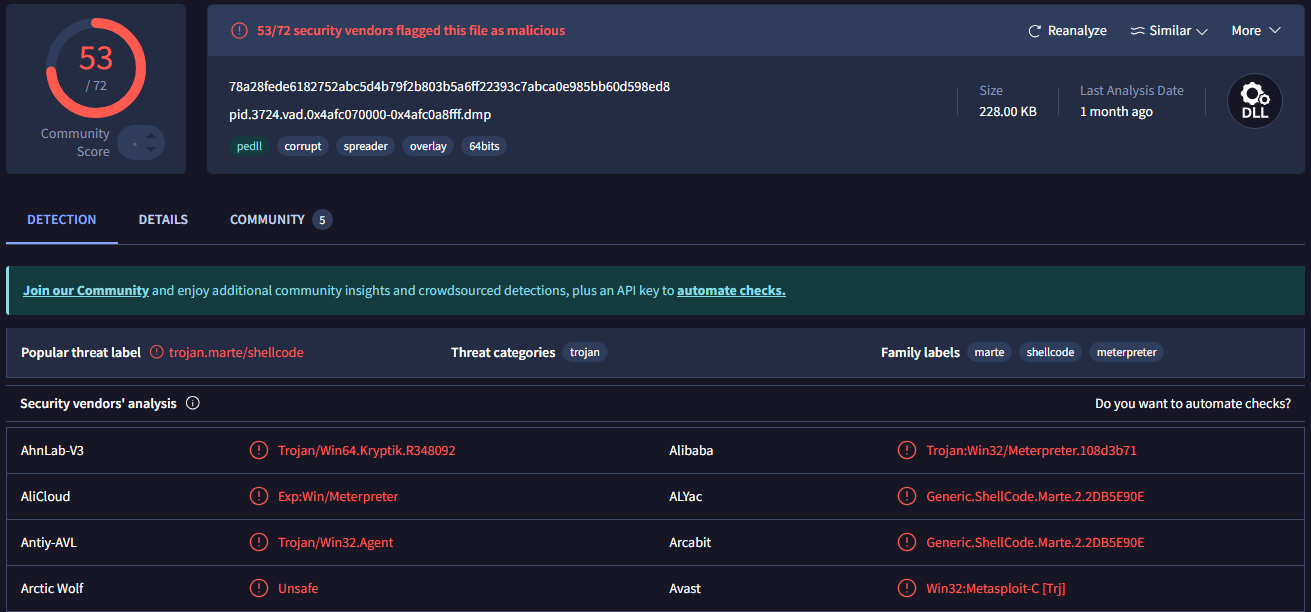 53
/ 72
Community
Score
53/72 security vendors flagged this file as malicious
Reanalyze
Similar
More
78a28fede6182752abc5d4b79f2b803b5a6ff22393c7abca0e985bb60d598ed8
pid.3724.vad.0x4afc070000-0x4afc0a8fff.dmp
pedll corrupt spreader overlay 64bits
Size
228.00 KB
Last Analysis Date
1 month ago
DLL
DETECTION DETAILS COMMUNITY 5
Join our Community and enjoy additional community insights and crowdsourced detections, plus an API key to automate checks.
Popular threat label trojan.marte/shellcode Threat categories trojan Family labels marte shellcode meterpreter
Security vendors' analysis Do you want to automate checks?
AhnLab-V3 Trojan/Win64.Kryptik.R348092 Alibaba Trojan:Win32/Meterpreter.108d3b71
AliCloud Exp:Win/Meterpreter ALYac Generic.ShellCode.Marte.2.2DB5E90E
Antiy-AVL Trojan/Win32.Agent Arcabit Generic.ShellCode.Marte.2.2DB5E90E
Arctic Wolf Unsafe Avast Win32:Metasploit-C [Trj]